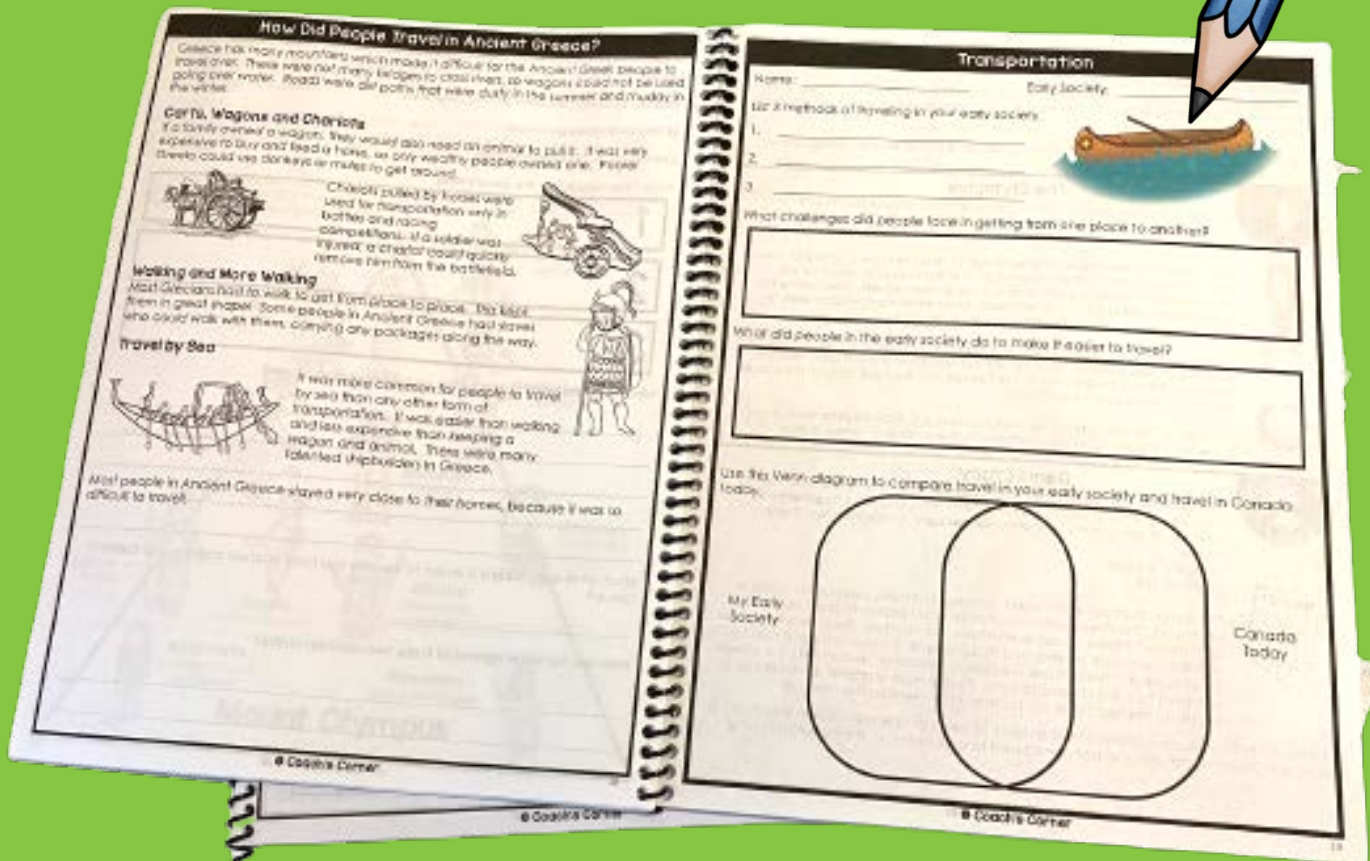 How Did People Travel in Ancient Greece?
Greece has many mountains which made it difficult for the Ancient Greek people to
travel over. There were not many bridges to cross rivers, so wagons could not be used
going over water. Roads were dirt paths that were dusty in the summer and muddy in
the winter.
Carts, Wagons and Chariots
If a family owned a wagon, they would also need an animal to pull it. It was very
expensive to buy and feed a horse, so only wealthy people owned one. Poorer
Greeks could use donkeys or mules to get around.
Chariots pulled by horses were
used for transportation only in
battles and racing
competitions. If a soldier was
injured, a chariot could quickly
remove him from the battlefield.
Walking and More Walking
Most Grecians had to walk to get from place to place. This kept
them in great shape! Some people in Ancient Greece had slaves
who could walk with them, carrying any packages along the way.
Travel by Sea
It was more common for people to travel
by sea than any other form of
transportation. It was easier than walking
and less expensive than keeping a
wagon and animal. There were many
talented shipbuilders in Greece.
Most people in Ancient Greece stayed very close to their homes, because it was so
difficult to travel!
Mount Olympus
© Coach's Corner
© Coach's Corner
Transportation
Name: Early Society:
List 3 methods of traveling in your early society.
1.
2.
3.
What challenges did people face in getting from one place to another?
What did people in the early society do to make it easier to travel?
Use this Venn diagram to compare travel in your early society and travel in Canada
today.
My Early
Society
Canada
Today
© Coach's Corner